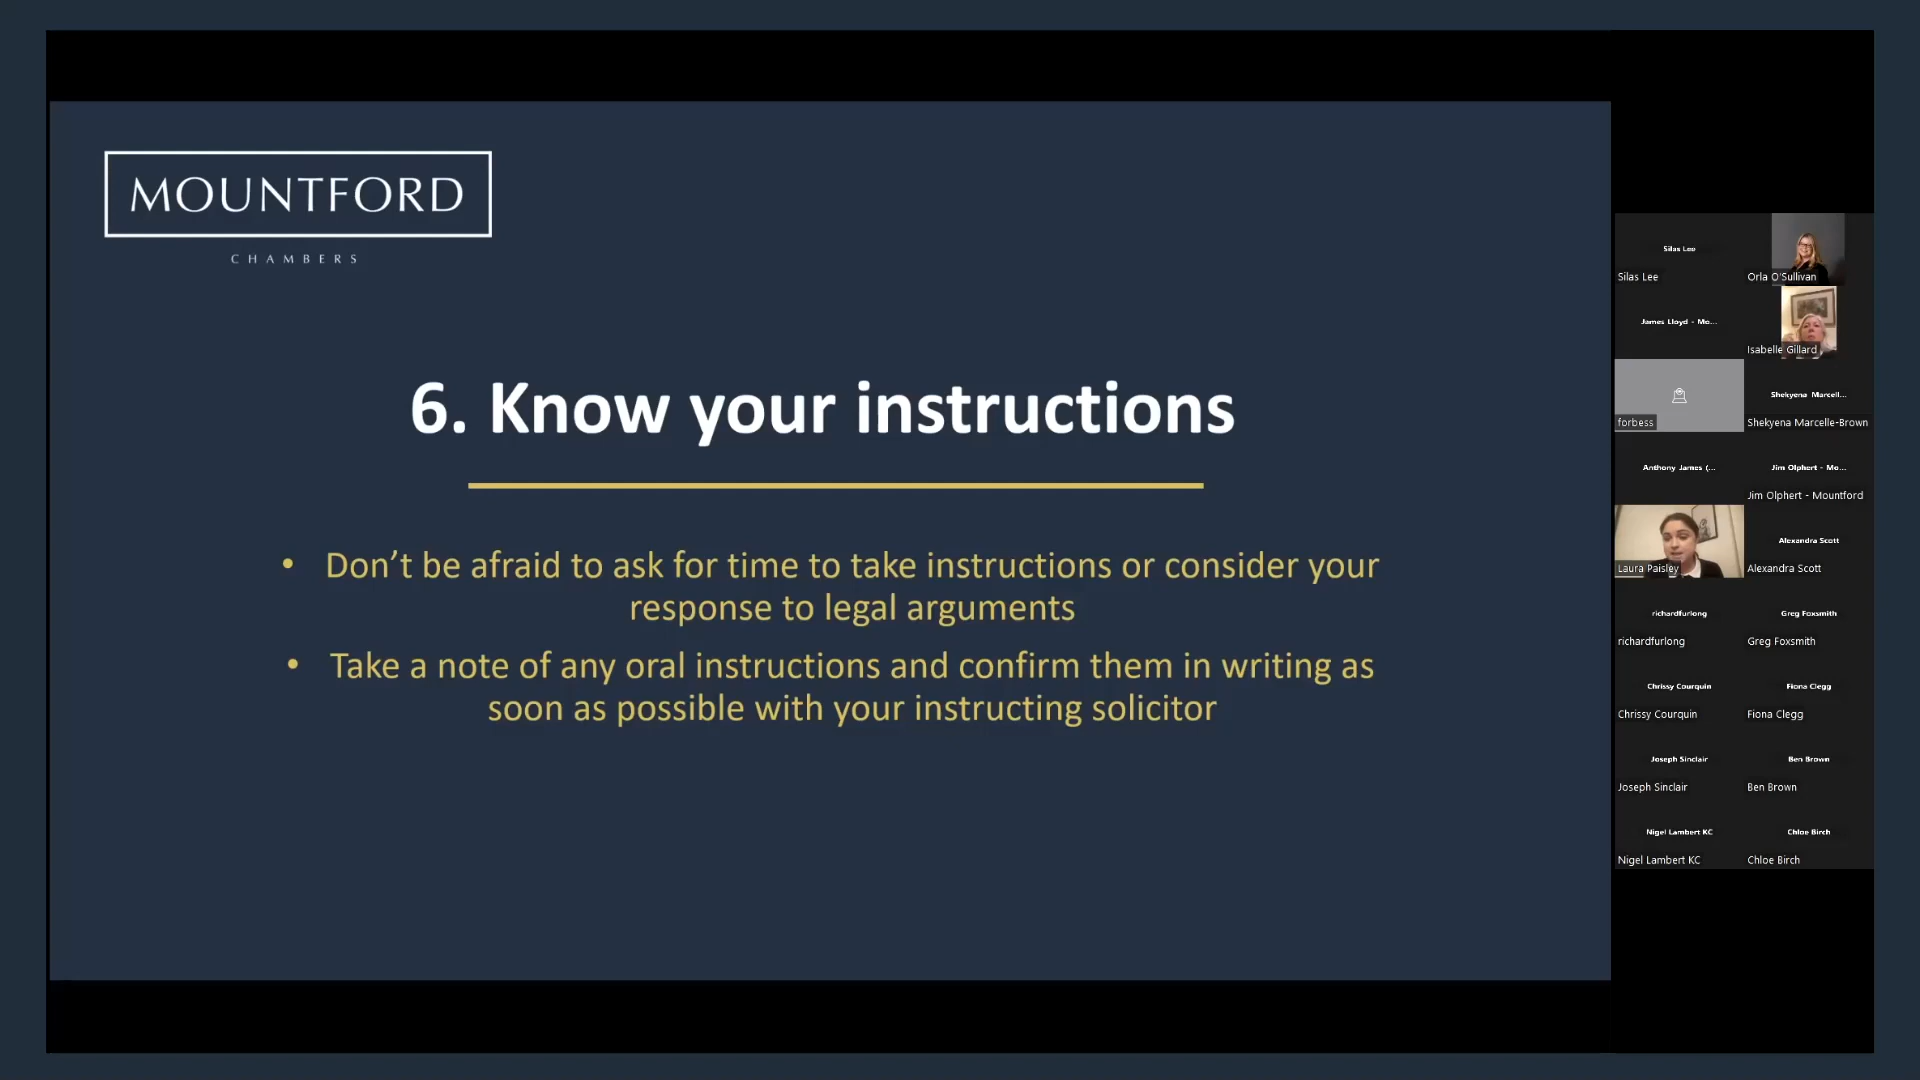 MOUNTFORD
CHAMBERS
6. Know your instructions
• Don’t be afraid to ask for time to take instructions or consider your
response to legal arguments
• Take a note of any oral instructions and confirm them in writing as
soon as possible with your instructing solicitor
Silas Lee
Silas Lee
Orla O'Sullivan
James Lloyd - Mo...
Isabelle Gillard
forbess
Shekyena Marcell...
Shekyena Marcelle-Brown
Anthony James (...
Jim Olphert - Mo...
Jim Olphert - Mountford
Laura Paisley
Alexandra Scott
Alexandra Scott
richardfurlong
richardfurlong
Greg Foxsmith
Greg Foxsmith
Chrissy Courquin
Chrissy Courquin
Fiona Clegg
Fiona Clegg
Joseph Sinclair
Joseph Sinclair
Ben Brown
Ben Brown
Nigel Lambert KC
Nigel Lambert KC
Chloe Birch
Chloe Birch